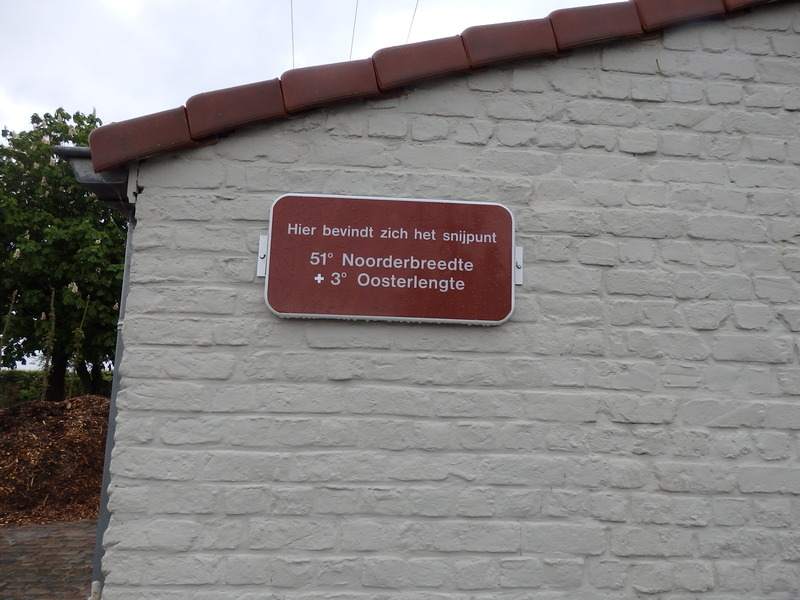 Hier bevindt zich het snijpunt
51° Noorderbreedte
+ 3° Oosterlengte